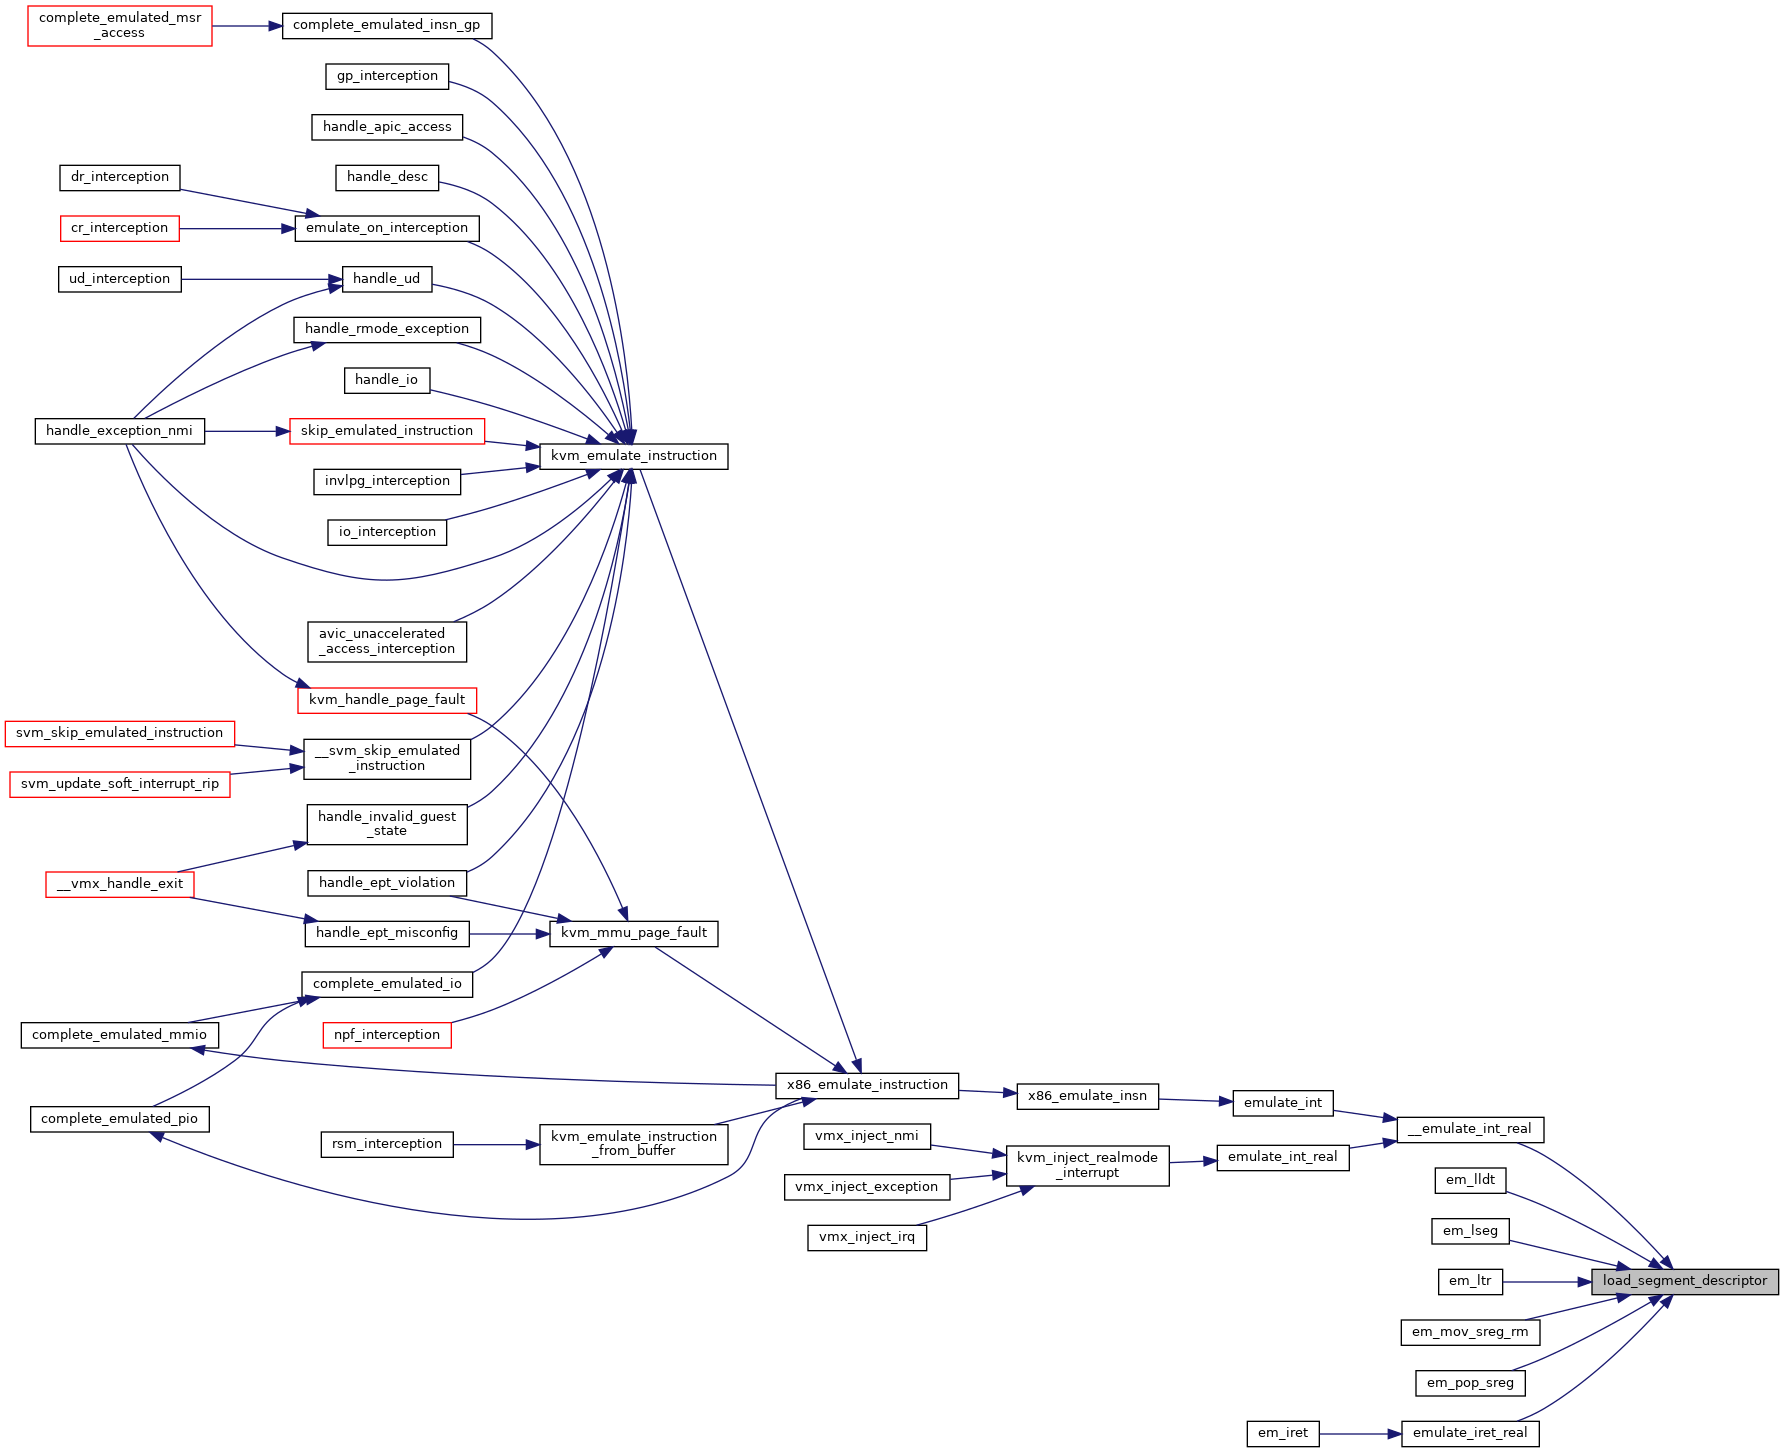 complete_emulated_msr
_access
complete_emulated_insn_gp
gp_interception
handle_apic_access
dr_interception
handle_desc
cr_interception
emulate_on_interception
ud_interception
handle_ud
handle_rmode_exception
handle_io
handle_exception_nmi
skip_emulated_instruction
kvm_emulate_instruction
invlpg_interception
io_interception
avic_unaccelerated
_access_interception
kvm_handle_page_fault
svm_skip_emulated_instruction
__svm_skip_emulated
_instruction
svm_update_soft_interrupt_rip
handle_invalid_guest
_state
__vmx_handle_exit
handle_ept_violation
handle_ept_misconfig
kvm_mmu_page_fault
complete_emulated_io
complete_emulated_mmio
npf_interception
x86_emulate_instruction
x86_emulate_insn
emulate_int
complete_emulated_pio
__emulate_int_real
rsm_interception
kvm_emulate_instruction
_from_buffer
vmx_inject_nmi
kvm_inject_realmode
_interrupt
emulate_int_real
em_lldt
vmx_inject_exception
em_lseg
vmx_inject_irq
em_ltr
load_segment_descriptor
em_mov_sreg_rm
em_pop_sreg
em_iret
emulate_iret_real